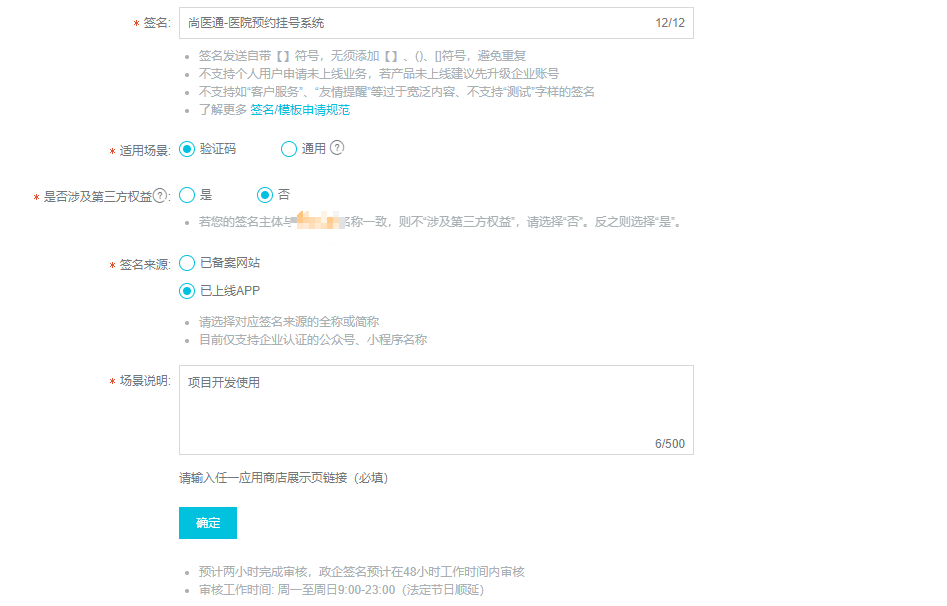 * 签名: 尚医通-医院预约挂号系统 12/12
签名发送自带【】符号，无须添加【】、()、[]符号，避免重复
不支持个人用户申请未上线业务，若产品未上线建议先升级企业账号
不支持如“客户服务”、“友情提醒”等过于宽泛内容、不支持“测试”字样的签名
了解更多 签名/模板申请规范
* 适用场景: 验证码 通用 ?
* 是否涉及第三方权益?: 是 否
若您的签名主体与 名称一致，则不“涉及第三方权益”，请选择“否”。反之则选择“是”。
* 签名来源: 已备案网站
已上线APP
请选择对应签名来源的全称或简称
目前仅支持企业认证的公众号、小程序名称
* 场景说明: 项目开发使用
6/500
请输入任一应用商店展示页链接（必填）
确定
预计两小时完成审核，政企签名预计在48小时工作时间内审核
审核工作时间: 周一至周日9:00-23:00（法定节日顺延）